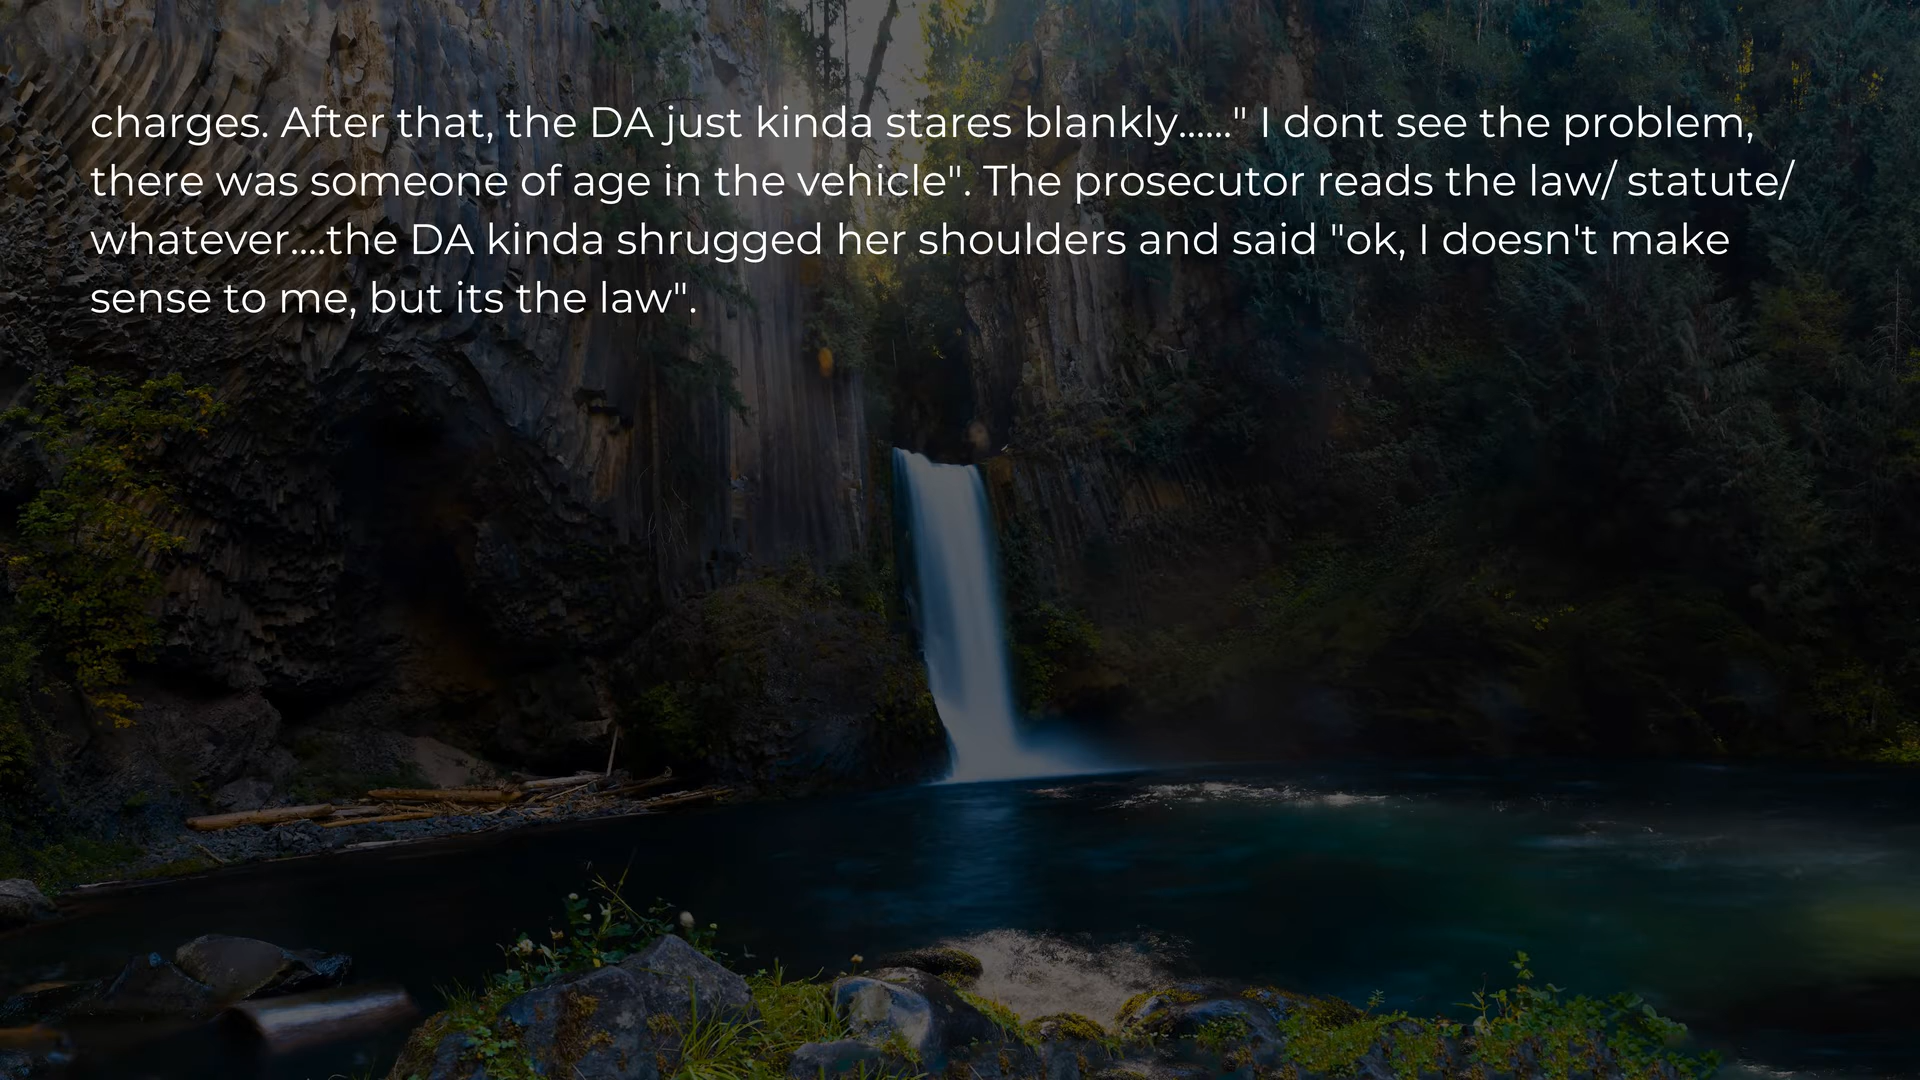 charges. After that, the DA just kinda stares blankly......" I dont see the problem,
there was someone of age in the vehicle". The prosecutor reads the law/ statute/
whatever....the DA kinda shrugged her shoulders and said "ok, I doesn't make
sense to me, but its the law".